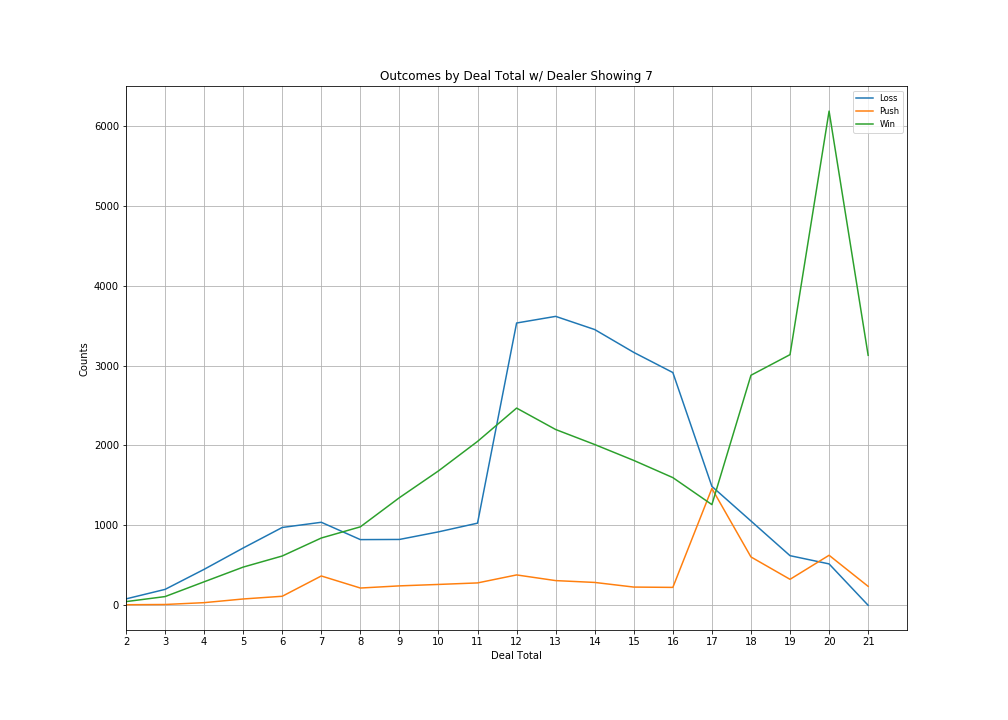 Outcomes by Deal Total w/ Dealer Showing 7
Loss
Push
Win
6000
5000
4000
3000
2000
1000
0
Counts
2 3 4 5 6 7 8 9 10 11 12 13 14 15 16 17 18 19 20 21
Deal Total